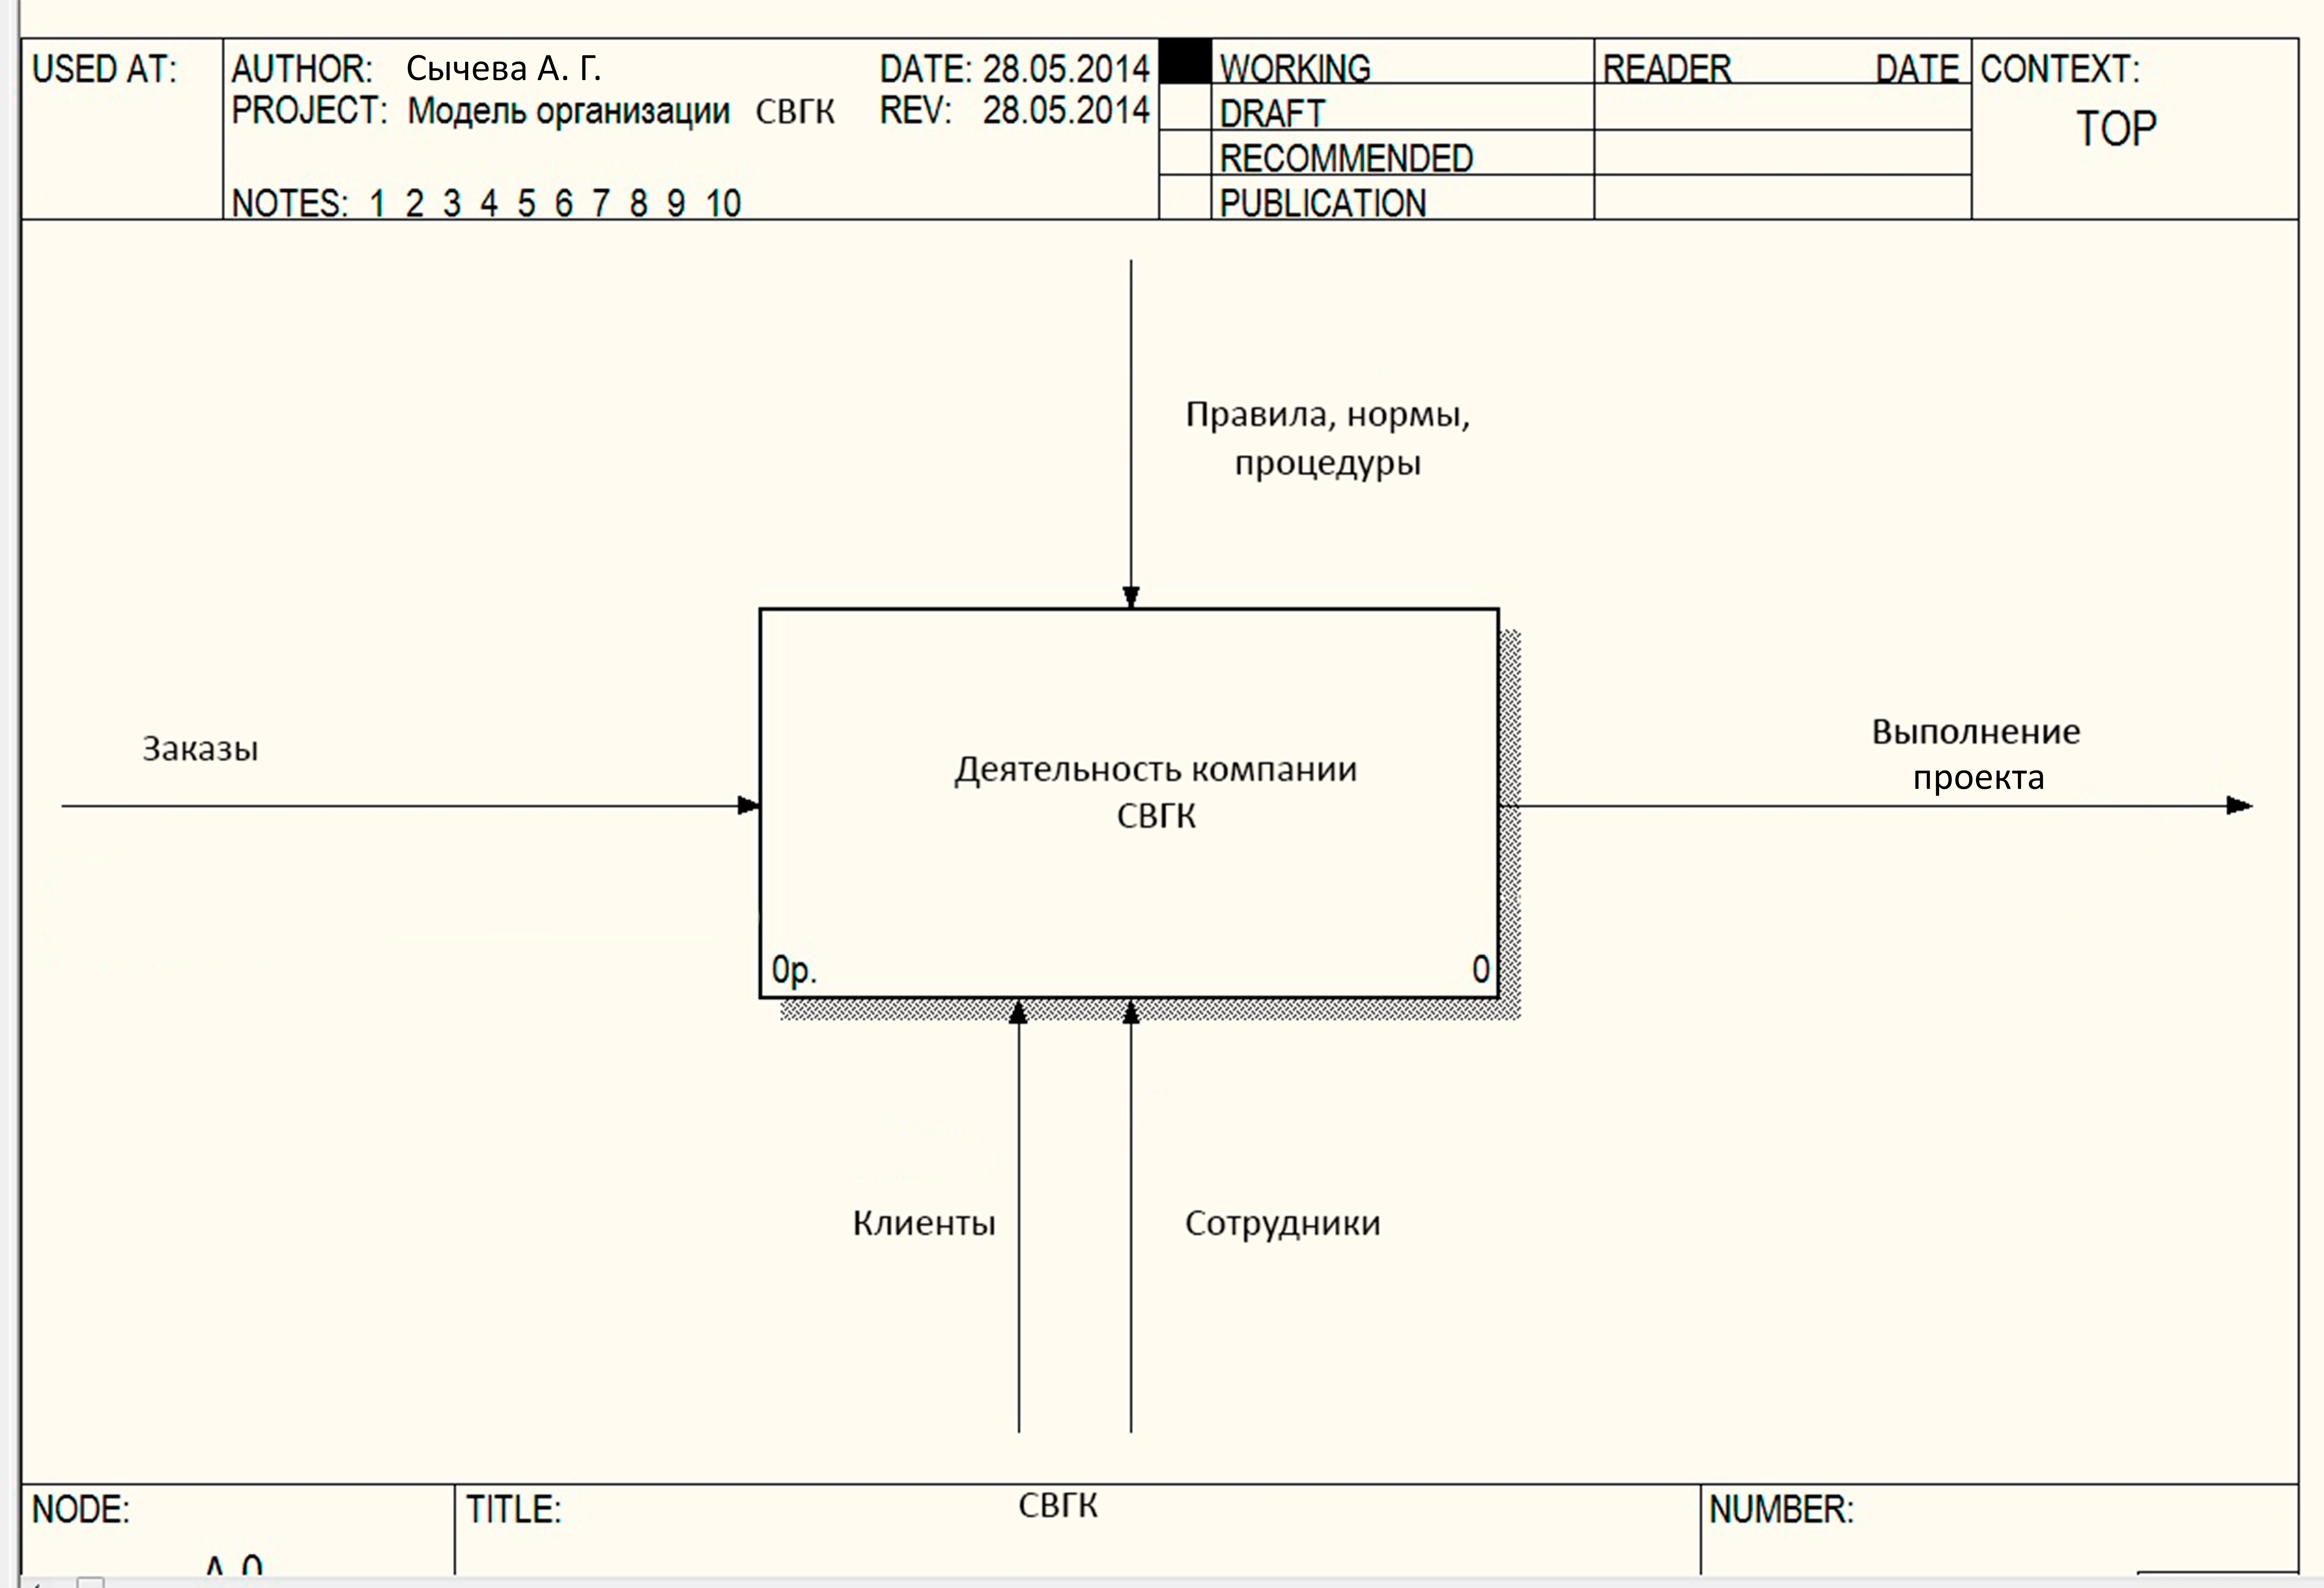 USED AT:
AUTHOR: Сычева А. Г.
DATE: 28.05.2014
PROJECT: Модель организации СВГК
REV: 28.05.2014
NOTES: 1 2 3 4 5 6 7 8 9 10
WORKING
DRAFT
RECOMMENDED
PUBLICATION
READER DATE
CONTEXT:
TOP
Правила, нормы,
процедуры
Заказы
Деятельность компании
СВГК
0р.
0
Выполнение
проекта
Клиенты
Сотрудники
NODE:
TITLE:
СВГК
NUMBER: